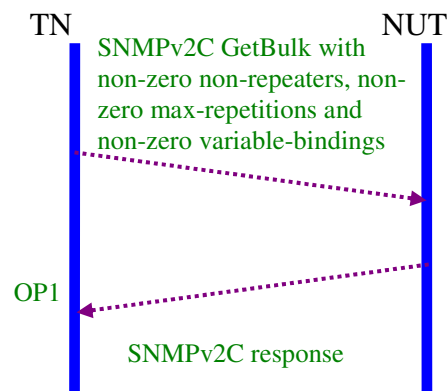 TN
NUT
SNMPv2C GetBulk with
non-zero non-repeaters, non-
zero max-repetitions and
non-zero variable-bindings
OP1
SNMPv2C response